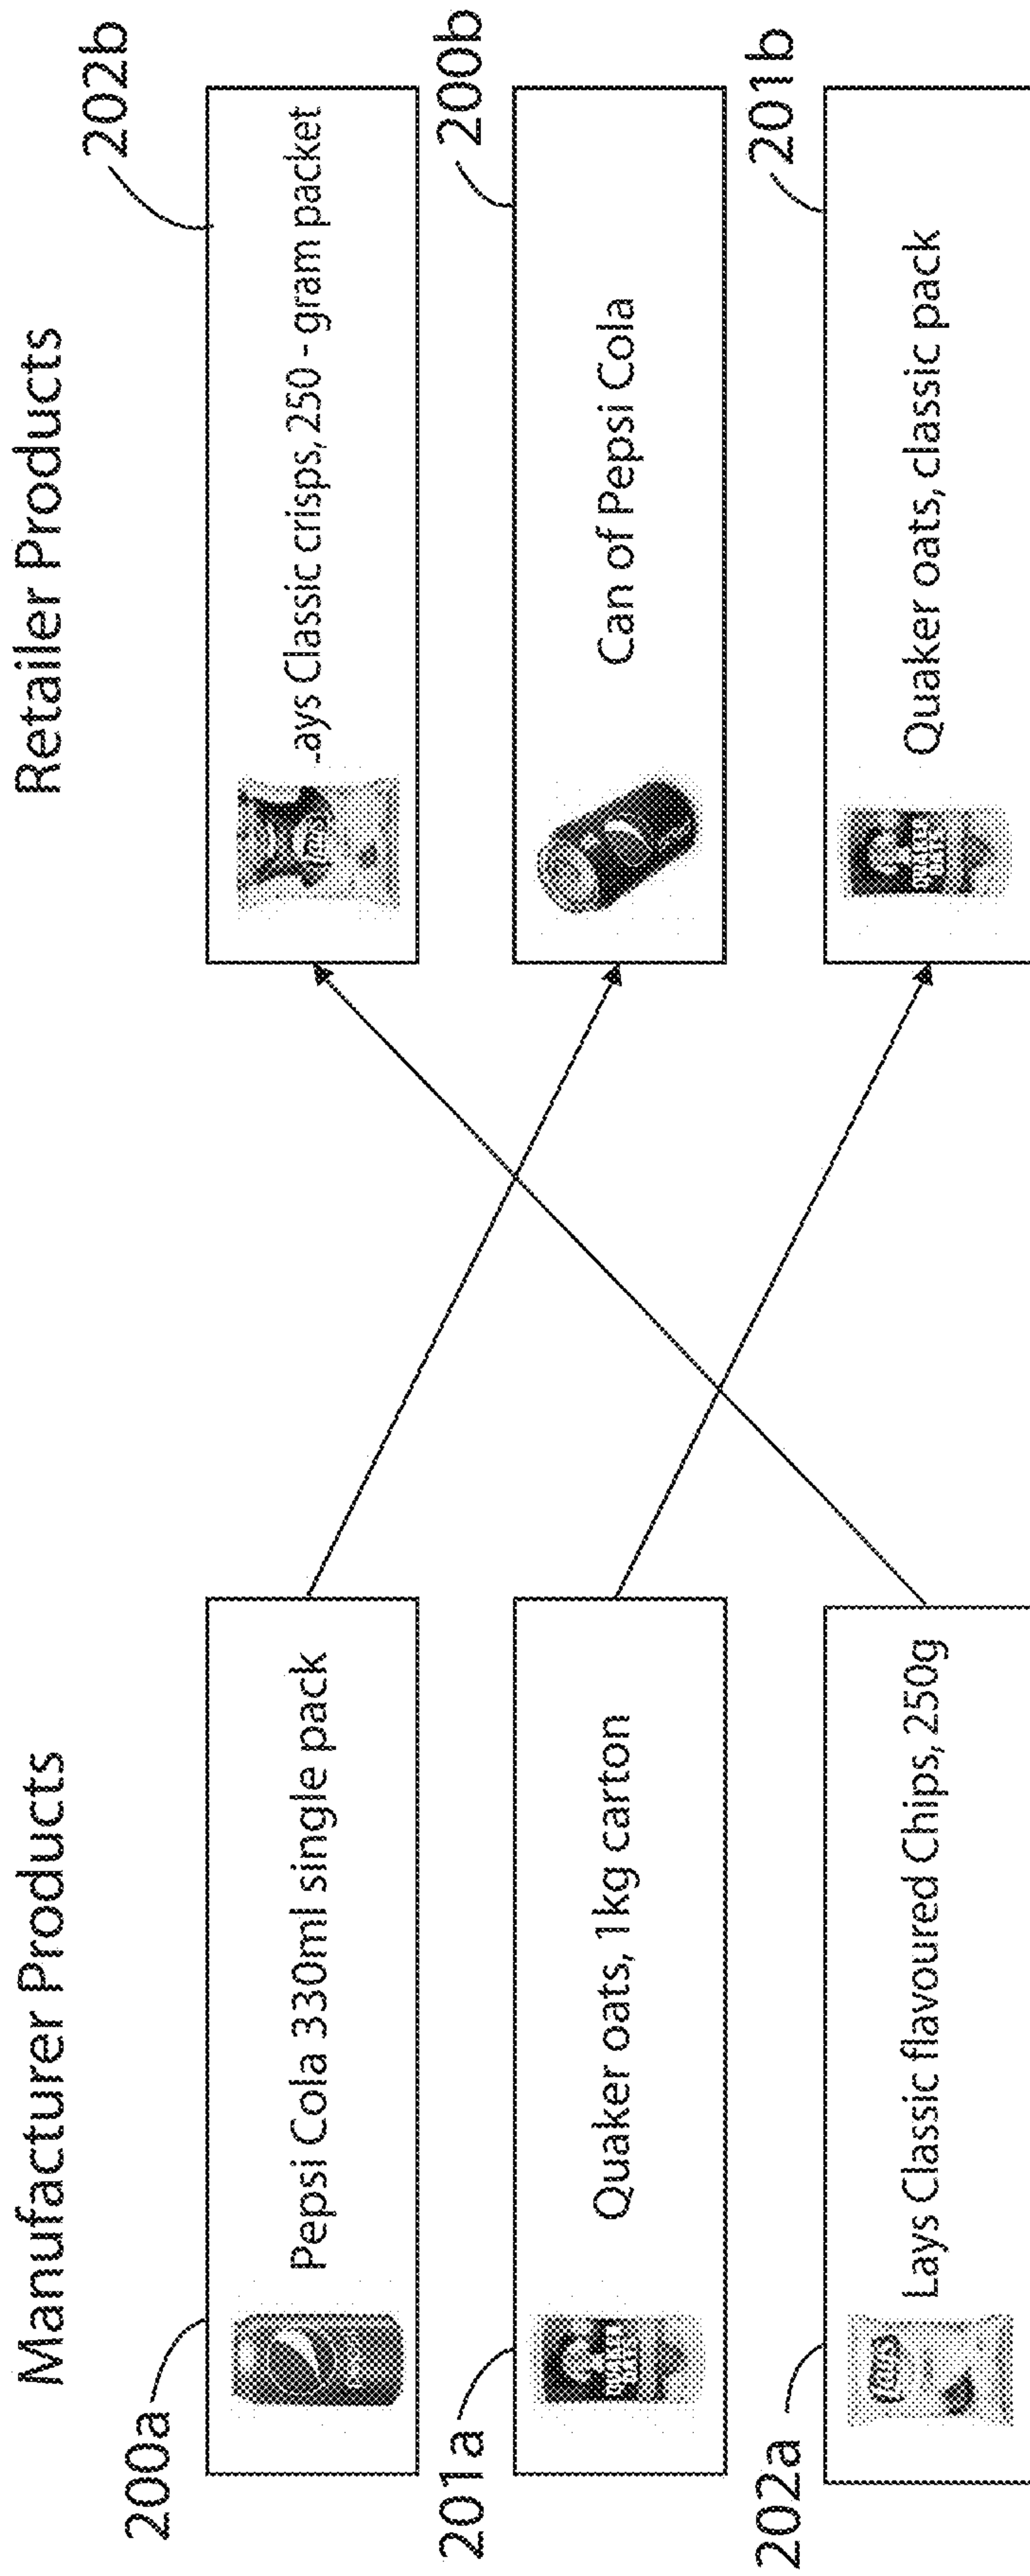 Manufacturer Products
Retailer Products
200a
Pepsi Cola 330ml single pack
201a
Quaker oats, 1kg carton
202a
Lays Classic flavoured Chips, 250g
202b
ays Classic crisps, 250 - gram packet
200b
Can of Pepsi Cola
201b
Quaker oats, classic pack